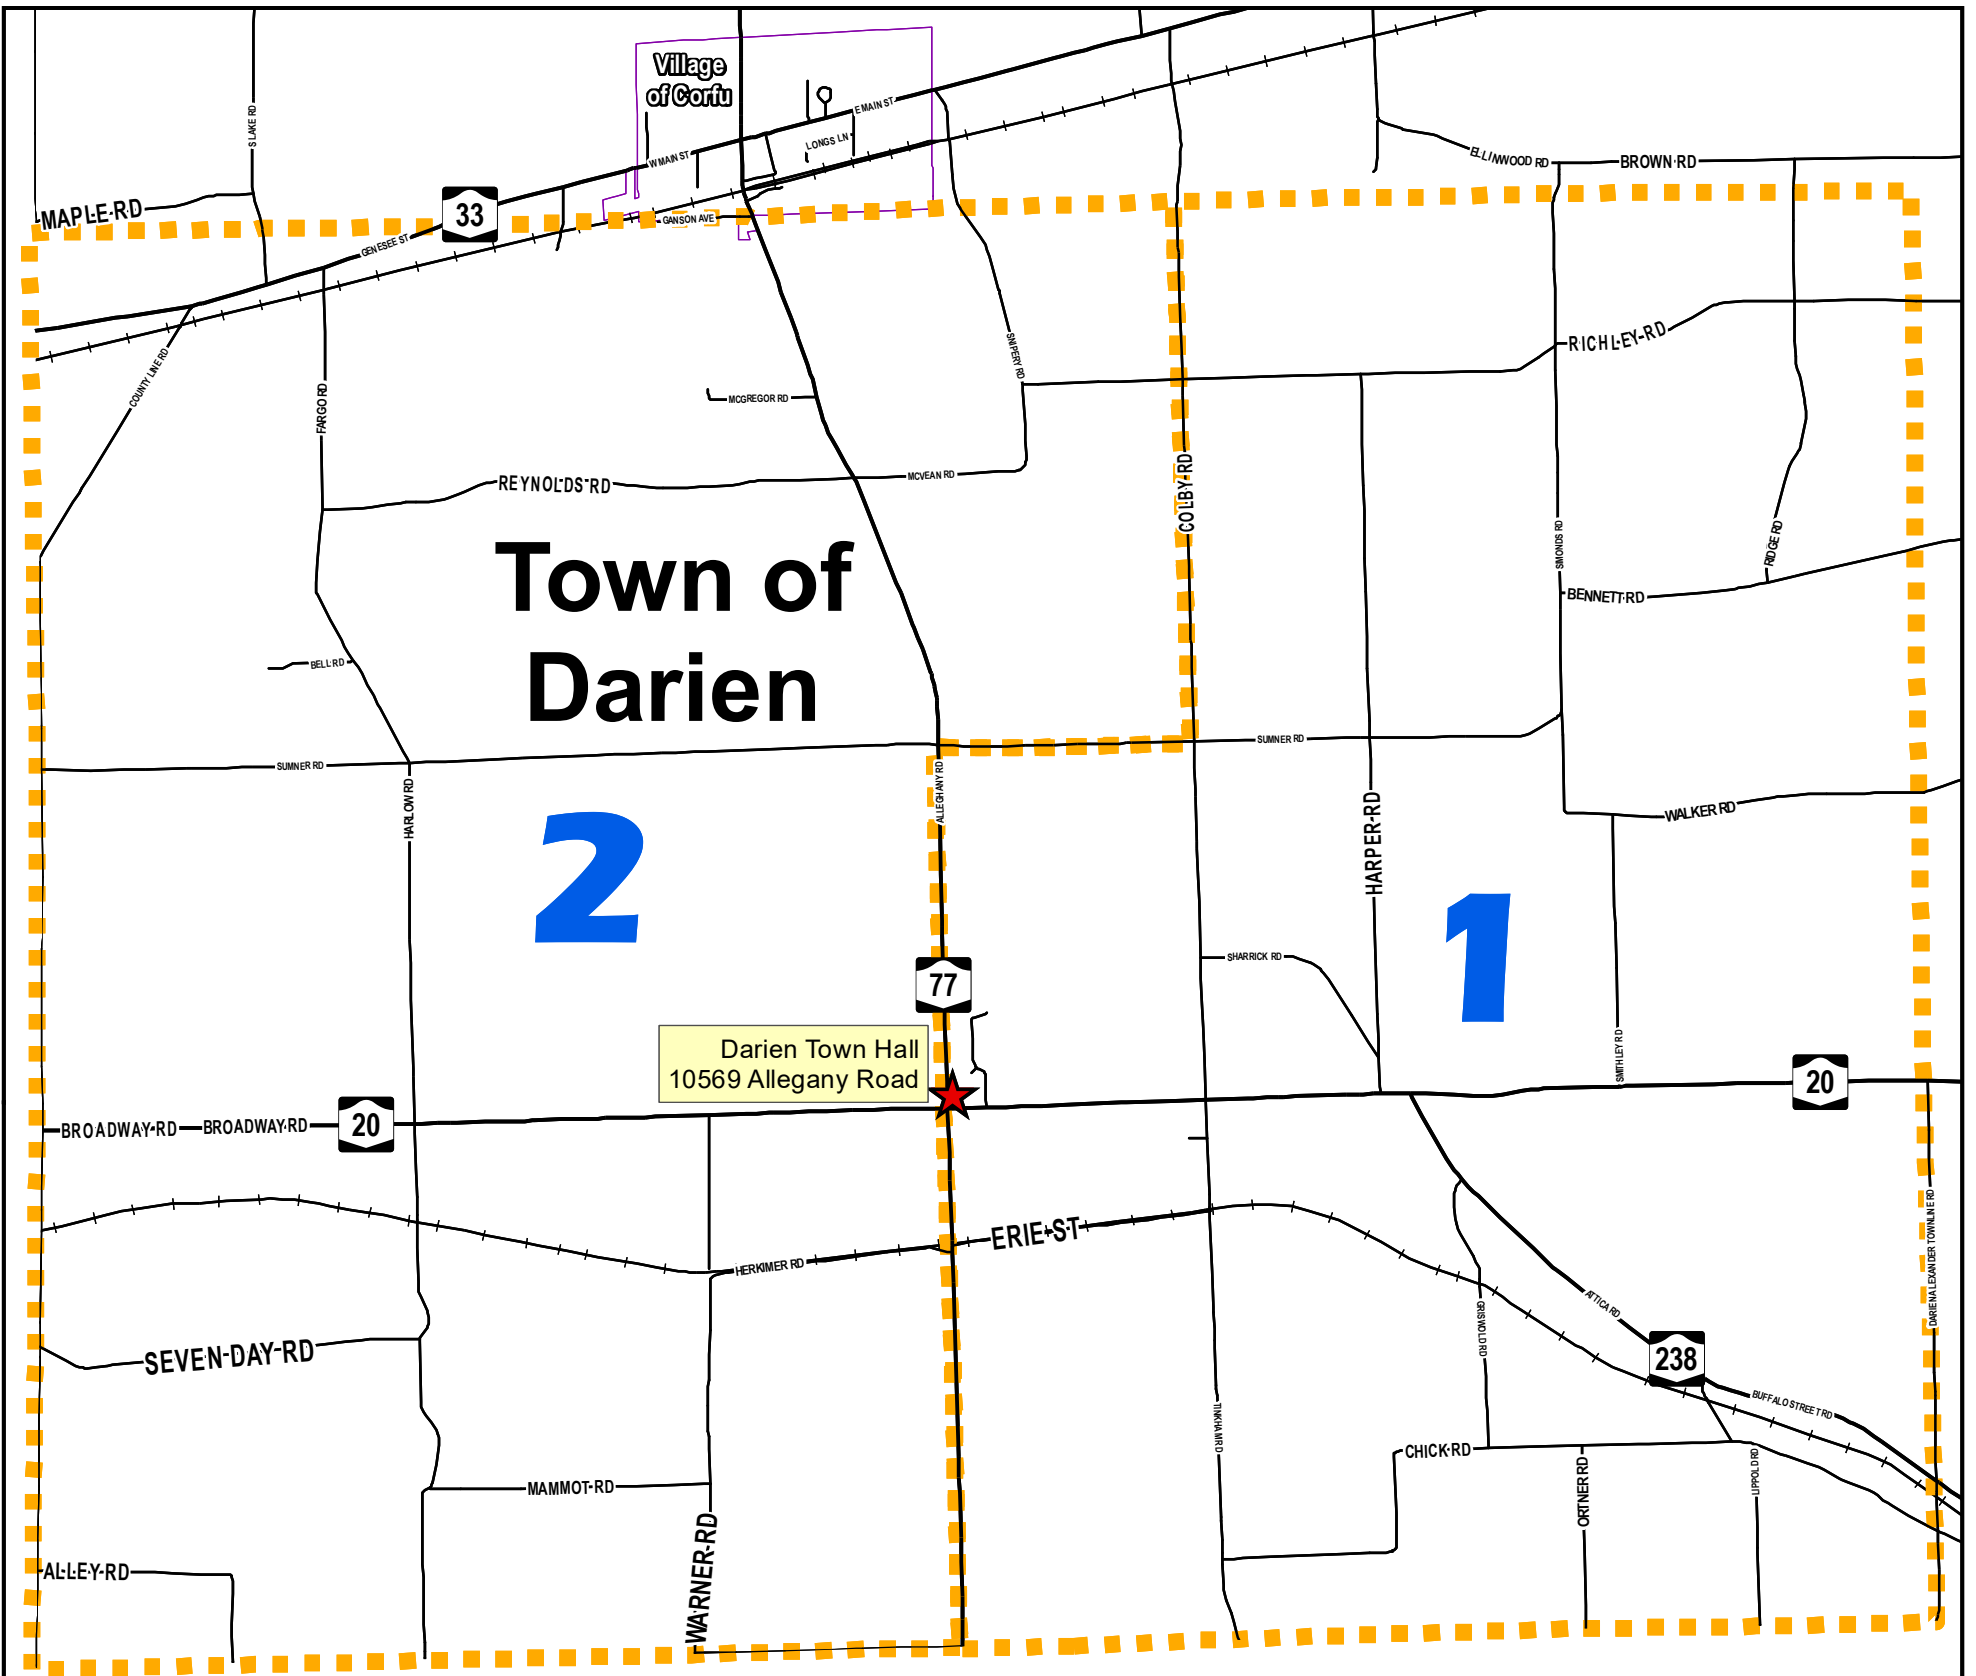 Village
of Corfu
S LAKE RD
E MAIN ST
LONGS LN
W MAIN ST
ELLINWOOD RD
BROWN RD
MAPLE RD
33
GANSON AVE
GENESEE ST
RICHLEY RD
SNIPERY RD
COUNTY LINE RD
FARGO RD
MCGREGOR RD
COLBY RD
REYNOLDS RD
MCVEAN RD
SIMONDS RD
RIDGE RD
Town of
Darien
BENNETT RD
BELL RD
SUMNER RD
SUMNER RD
HARLOW RD
ALLEGHANY RD
HARPER RD
WALKER RD
2
1
SHARRICK RD
77
Darien Town Hall
10569 Allegany Road
SMITHLEY RD
20
20
BROADWAY RD
BROADWAY RD
ERIE ST
HERKIMER RD
DARIEN ALEXANDER TOWNLINE RD
ATTICA RD
GRISWOLD RD
SEVEN DAY RD
238
BUFFALO STREET RD
TINKHAM RD
CHICK RD
LIPPOLD RD
ORTNER RD
MAMMOT RD
WARNER RD
ALLEY RD